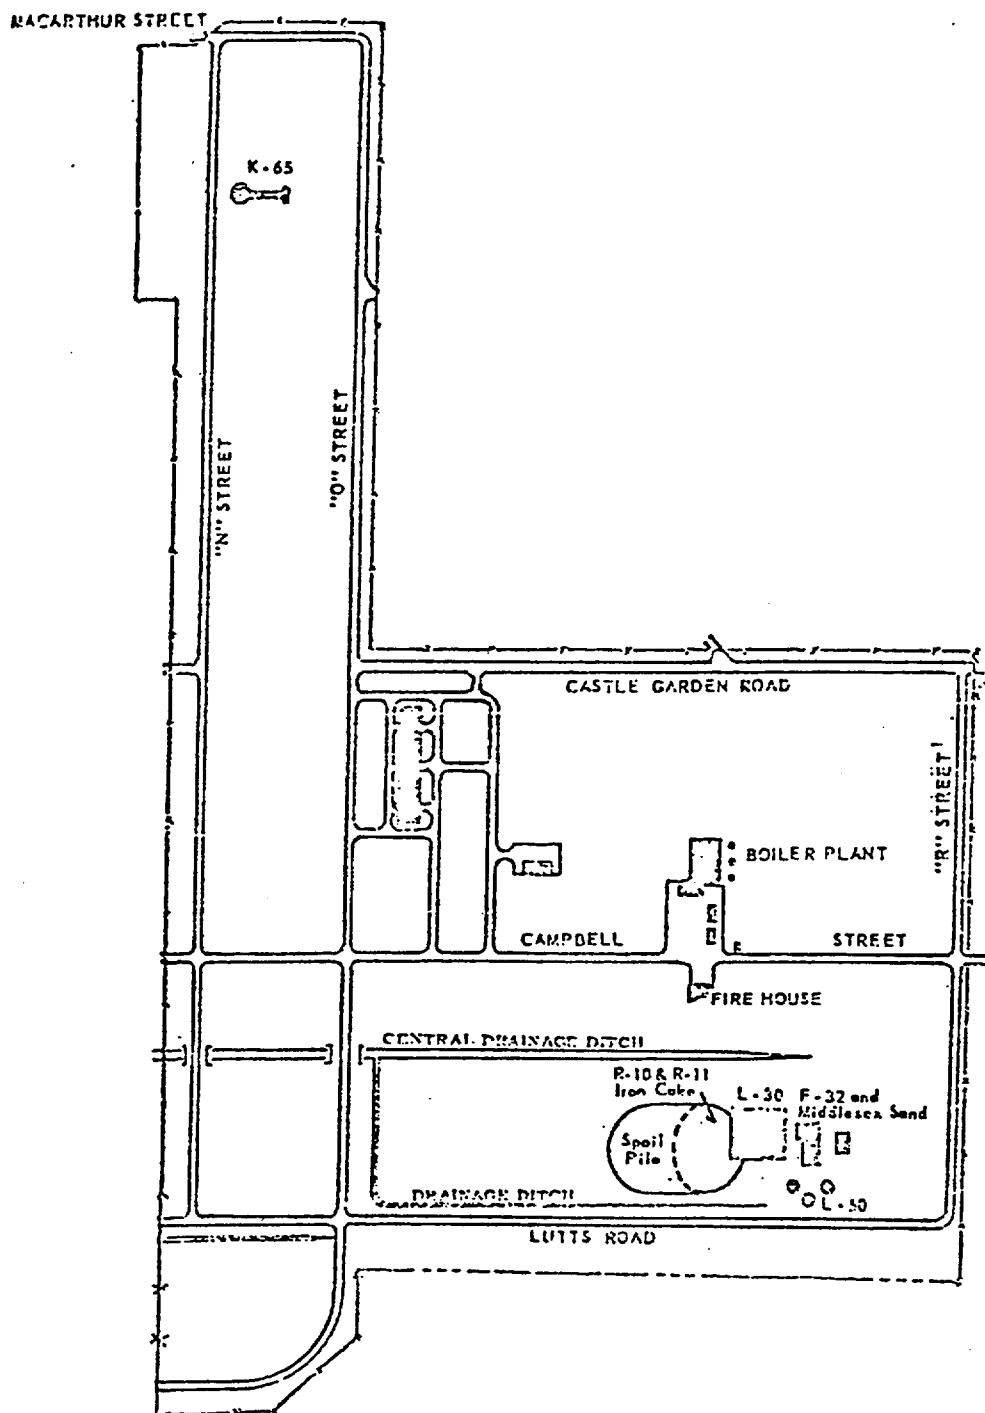 MACARTHUR STREET
K-65
"N" STREET
"O" STREET
CASTLE GARDEN ROAD
"R" STREET
BOILER PLANT
CAMPBELL STREET
FIRE HOUSE
CENTRAL DRAINAGE DITCH
R-10 & R-11
Iron Cake
L-30
F-32 and
Middlesex Sand
Spoil
Pile
L-50
DRAINAGE DITCH
LUTTS ROAD